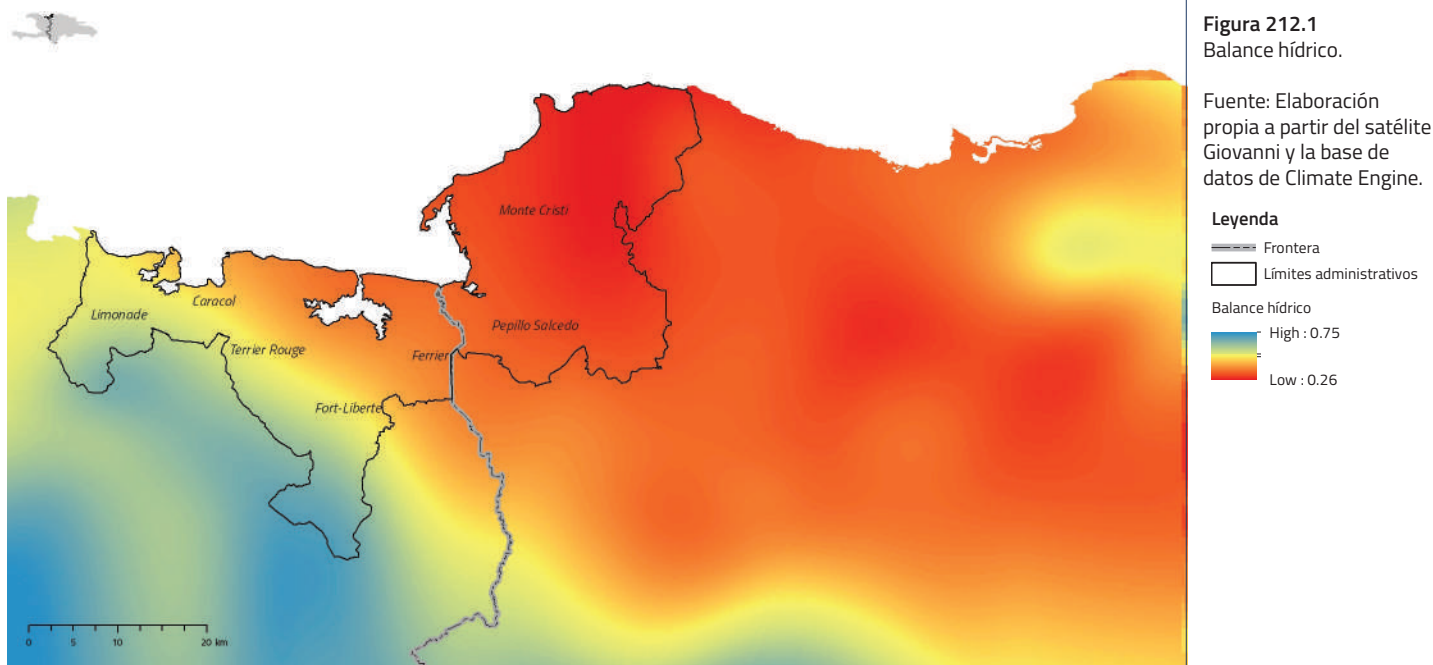 Monte Cristi
Caracol
Limonade
Pepillo Salcedo
Terrier Rouge
Ferrier
Fort-Liberté
0 5 10 20 km
Figura 212.1
Balance hídrico.
Fuente: Elaboración
propia a partir del satélite
Giovanni y la base de
datos de Climate Engine.
Leyenda
Frontera
Límites administrativos
Balance hídrico
High : 0.75
Low : 0.26